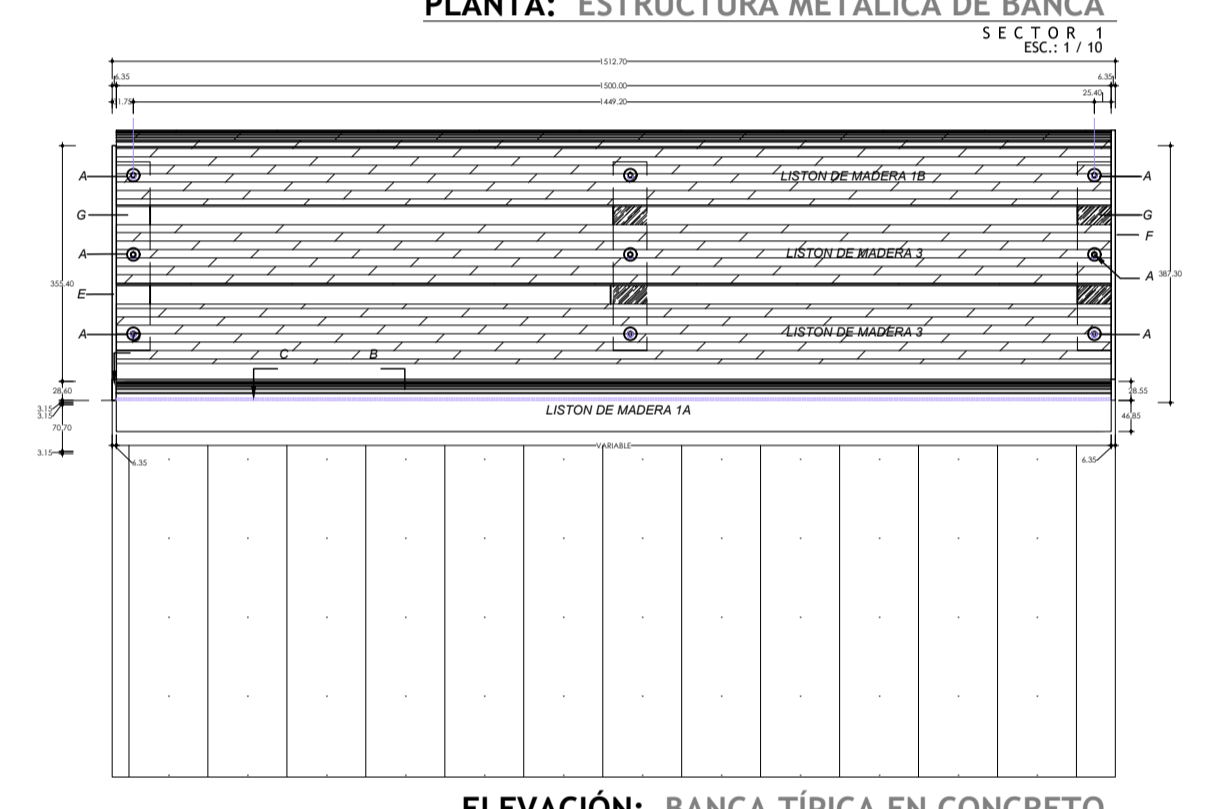 PLANTA: ESTRUCTURA METÁLICA DE BANCA
SECTOR 1
ESC.: 1 / 10
1512.70
6.35
6.35
1500.00
25.40
1449.20
A
LISTON DE MADERA 1B
A
G
G
F
A
LISTON DE MADERA 3
A
387.30
355.40
E
A
LISTON DE MADERA 3
A
C
B
28.60
28.55
3.15
3.15
LISTON DE MADERA 1A
46.85
70.70
VARIABLE
3.15
6.35
6.35
ELEVACIÓN: BANCA TÍPICA EN CONCRETO